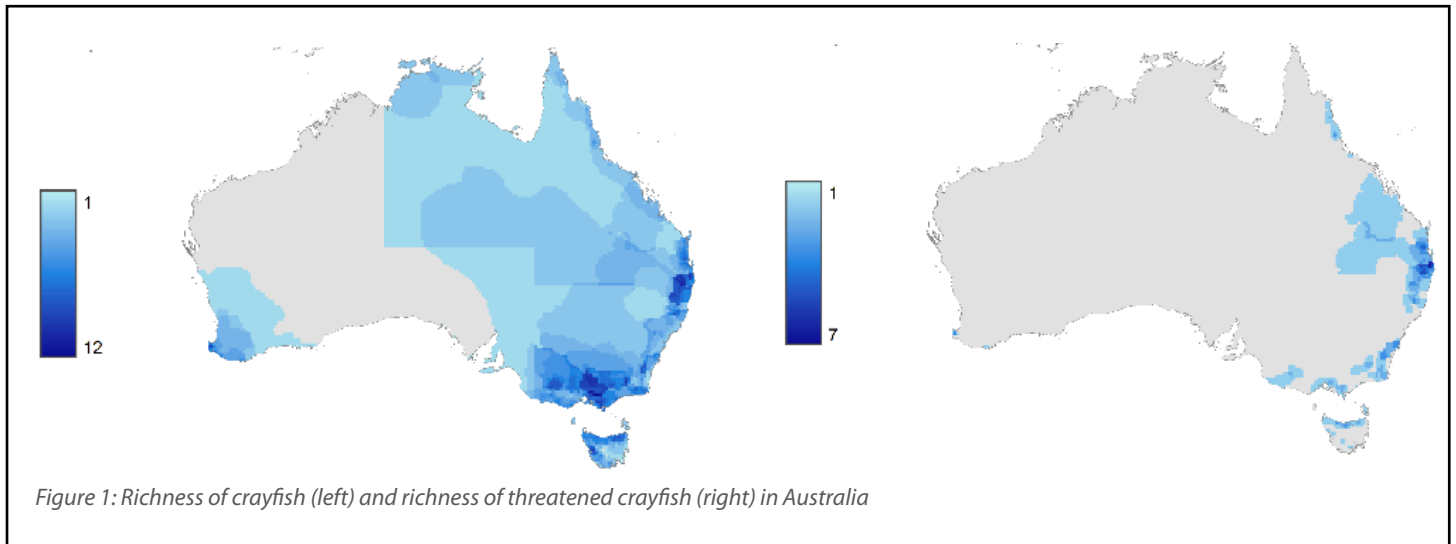 1
12
1
7
Figure 1: Richness of crayfish (left) and richness of threatened crayfish (right) in Australia